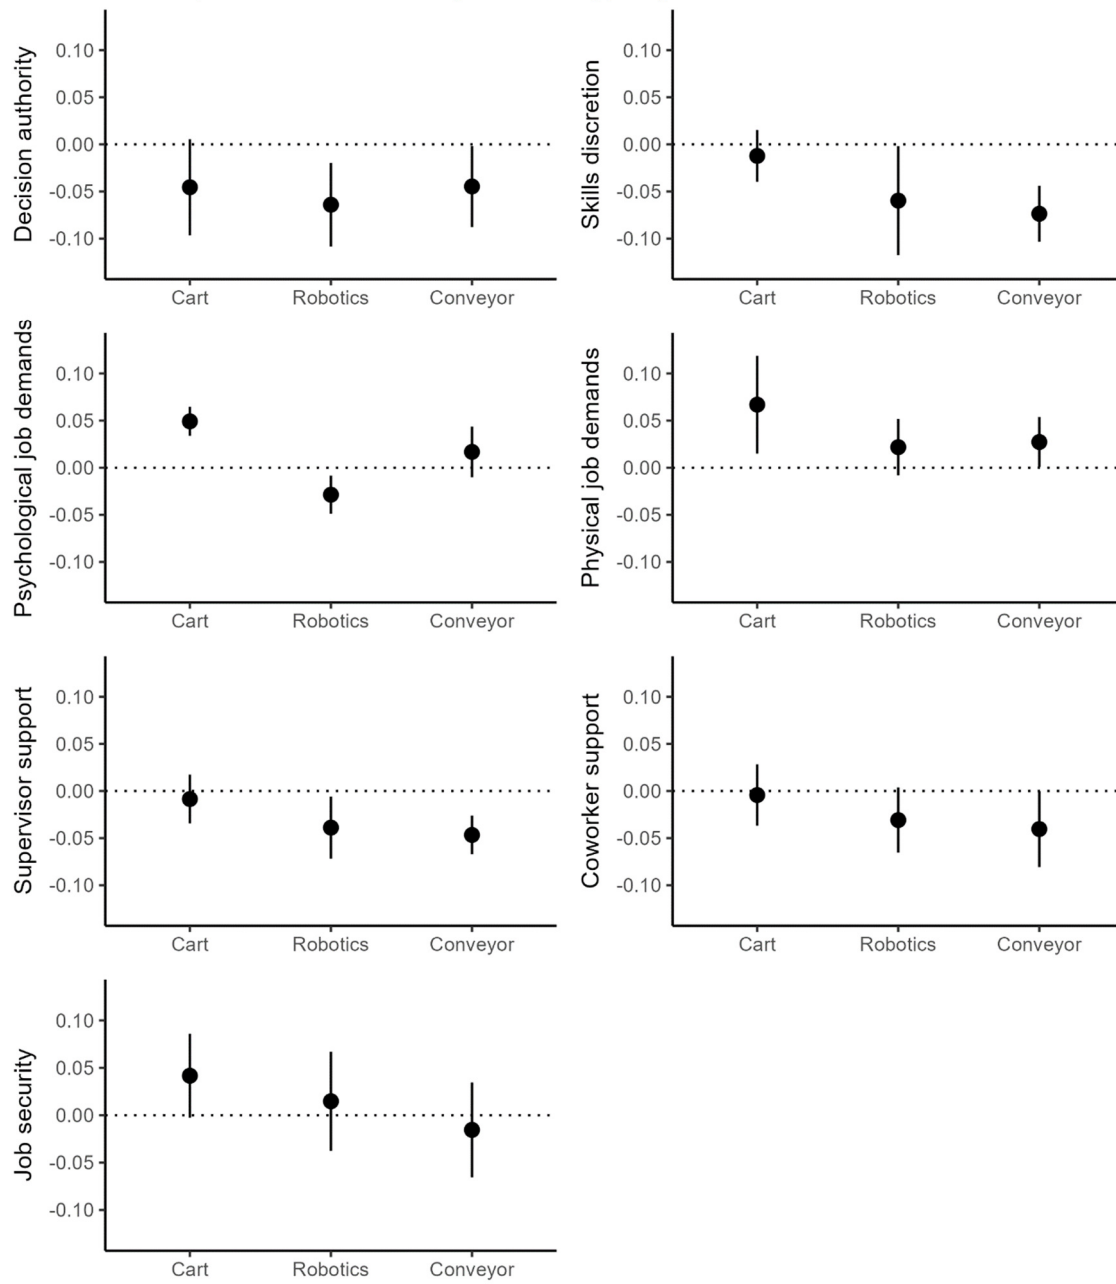 Decision authority
0.10
0.05
0.00
-0.05
-0.10
Cart Robotics Conveyor
Skills discretion
0.10
0.05
0.00
-0.05
-0.10
Cart Robotics Conveyor
Psychological job demands
0.10
0.05
0.00
-0.05
-0.10
Cart Robotics Conveyor
Physical job demands
0.10
0.05
0.00
-0.05
-0.10
Cart Robotics Conveyor
Supervisor support
0.10
0.05
0.00
-0.05
-0.10
Cart Robotics Conveyor
Coworker support
0.10
0.05
0.00
-0.05
-0.10
Cart Robotics Conveyor
Job security
0.10
0.05
0.00
-0.05
-0.10
Cart Robotics Conveyor